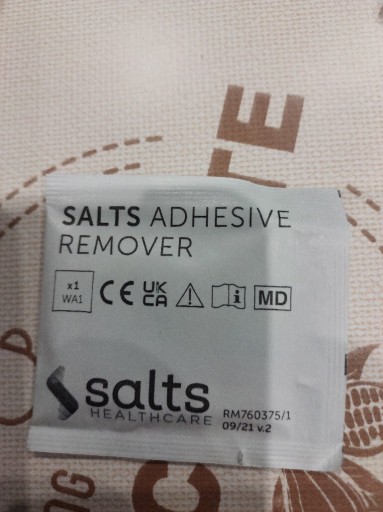 SALTS ADHESIVE
REMOVER
x1
WA1
CE UK
CA
MD
salts
HEALTHCARE
RM760375/1
09/21 v.2